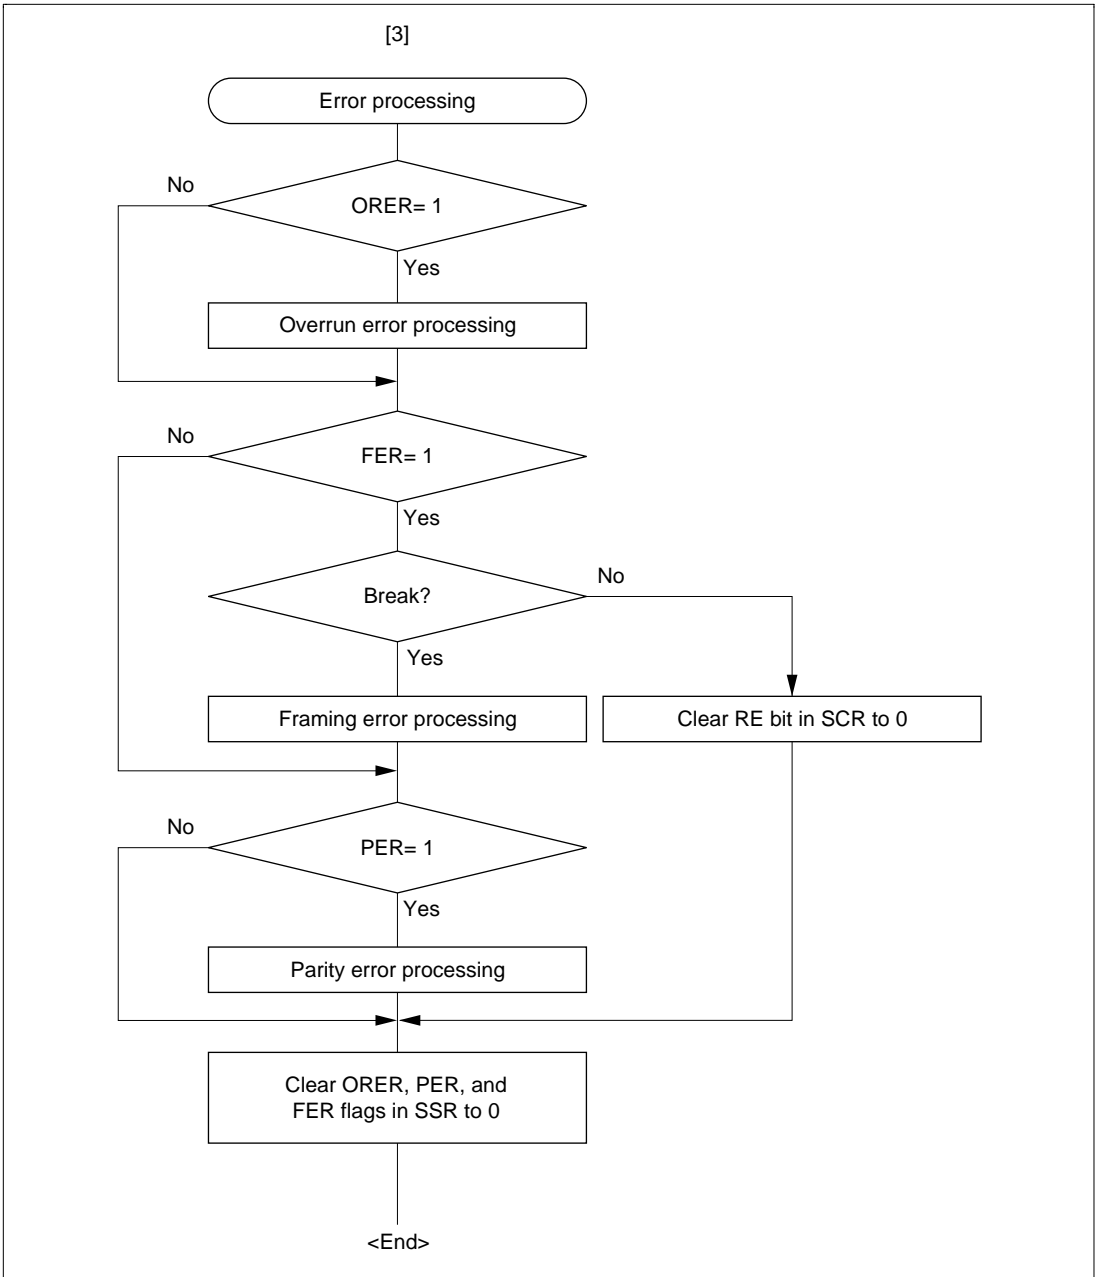 [3]
Error processing
No
ORER= 1
Yes
Overrun error processing
No
FER= 1
Yes
Break?
No
Yes
Framing error processing
Clear RE bit in SCR to 0
No
PER= 1
Yes
Parity error processing
Clear ORER, PER, and
FER flags in SSR to 0
<End>